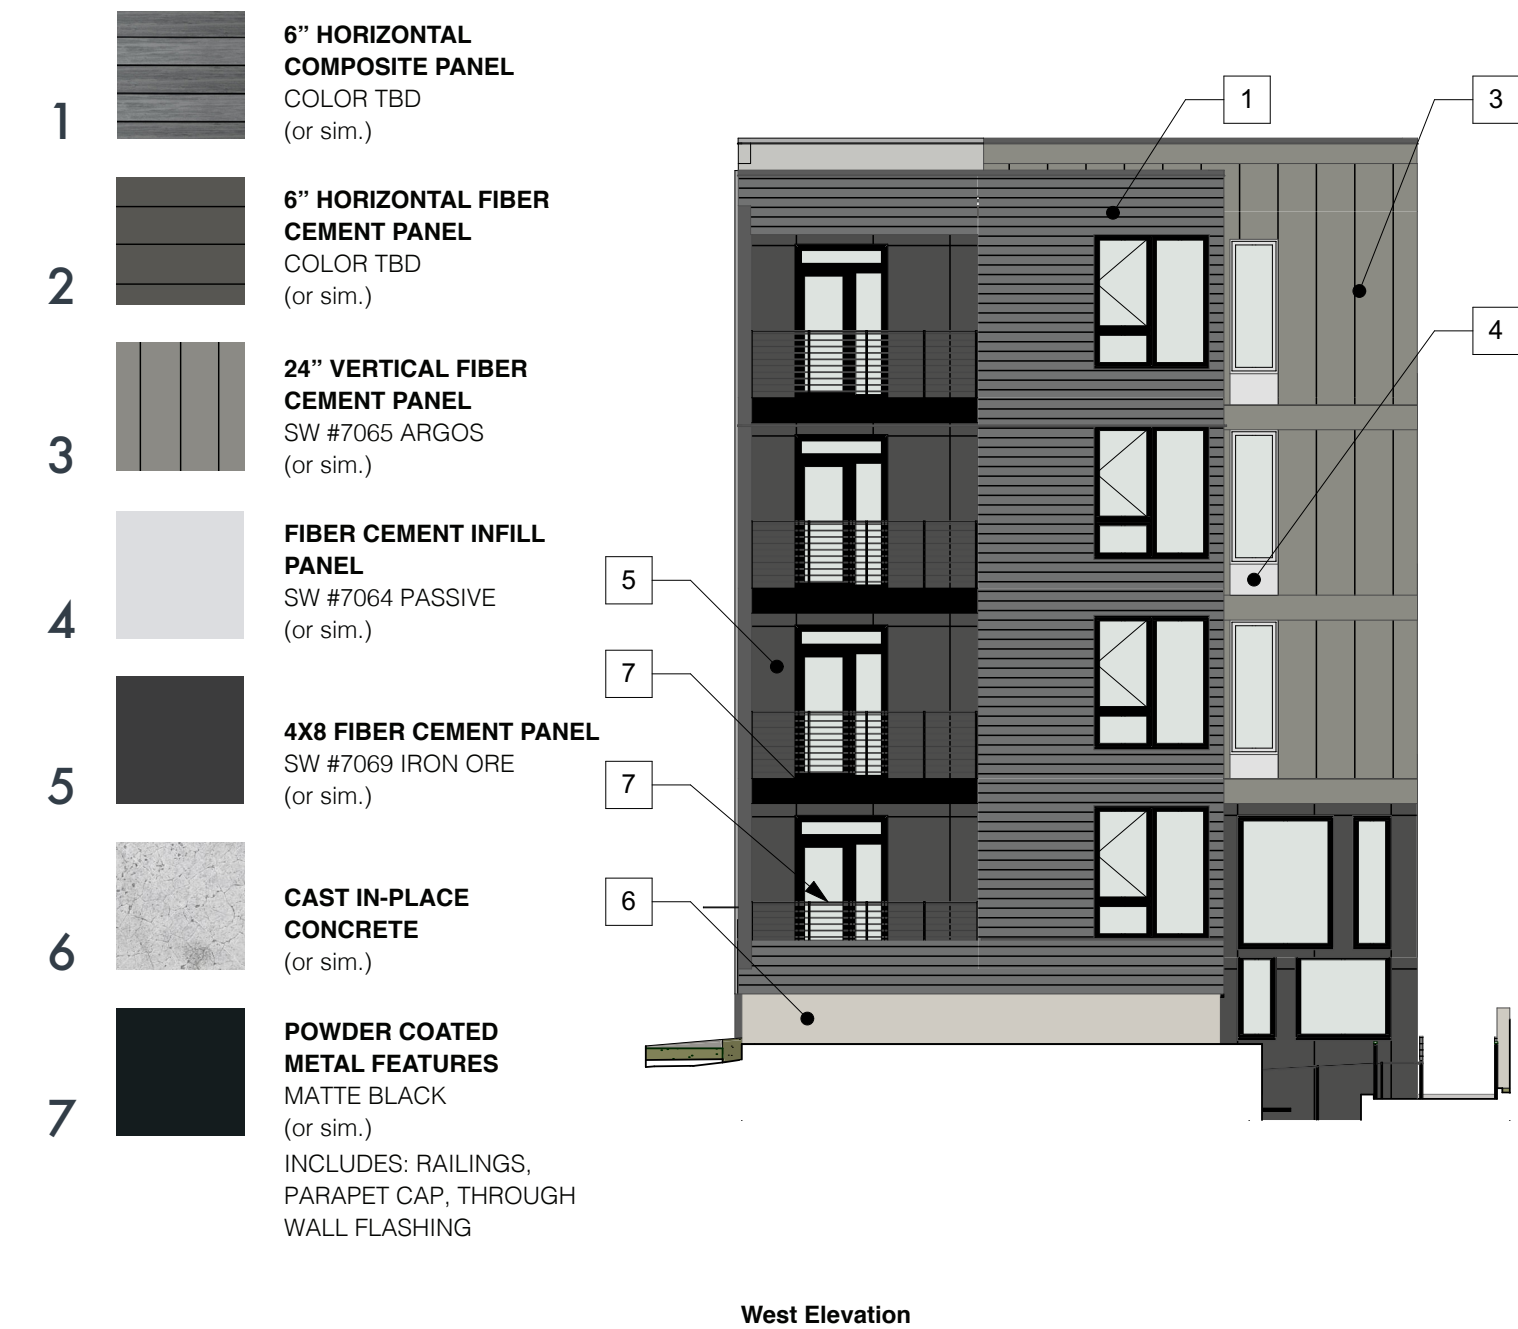 1
6” HORIZONTAL
COMPOSITE PANEL
COLOR TBD
(or sim.)
2
6” HORIZONTAL FIBER
CEMENT PANEL
COLOR TBD
(or sim.)
3
24” VERTICAL FIBER
CEMENT PANEL
SW #7065 ARGOS
(or sim.)
4
FIBER CEMENT INFILL
PANEL
SW #7064 PASSIVE
(or sim.)
5
4X8 FIBER CEMENT PANEL
SW #7069 IRON ORE
(or sim.)
6
CAST IN-PLACE
CONCRETE
(or sim.)
7
POWDER COATED
METAL FEATURES
MATTE BLACK
(or sim.)
INCLUDES: RAILINGS,
PARAPET CAP, THROUGH
WALL FLASHING
1
3
4
5
7
7
6
West Elevation